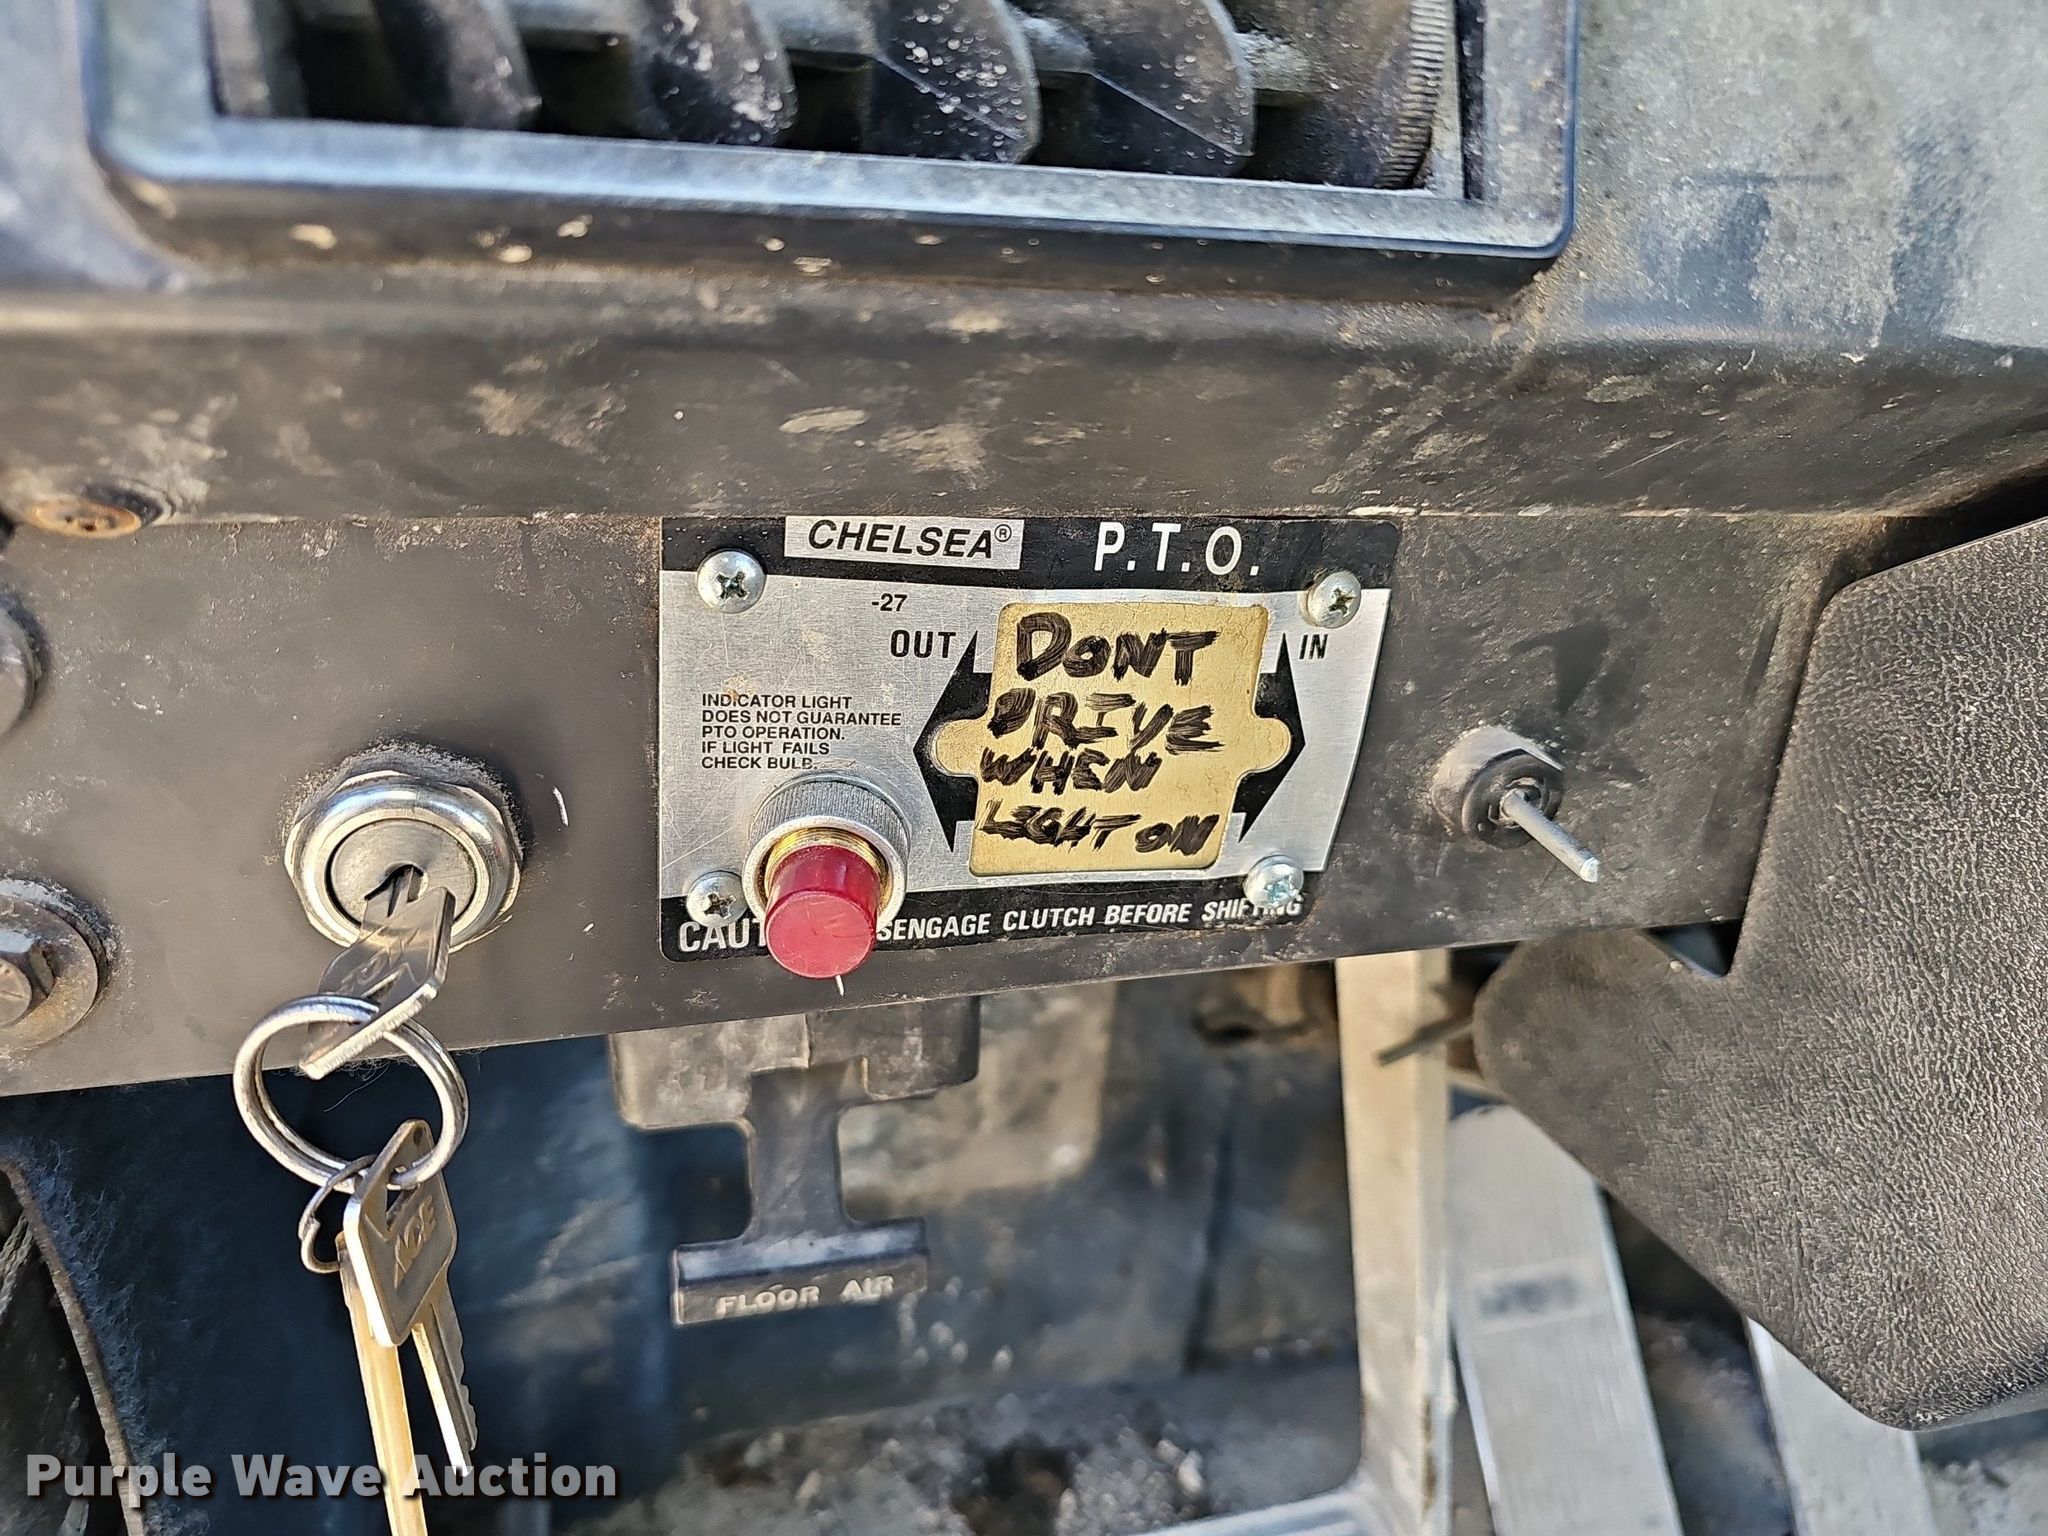 CHELSEA® P.T.O.
-27
OUT
IN
DONT
DRIVE
WHEN
LIGHT ON
INDICATOR LIGHT
DOES NOT GUARANTEE
PTO OPERATION.
IF LIGHT FAILS
CHECK BULB.
SENGAGE CLUTCH BEFORE SHIFTING
FLOOR AIR
Purple Wave Auction